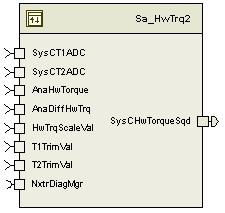 Sa_HwTrq2
SysCT1ADC
SysCT2ADC
AnaHwTorque
AnaDiffHwTrq
SysCHwTorqueSqd
HwTrqScaleVal
T1TrimVal
T2TrimVal
NxtrDiagMgr